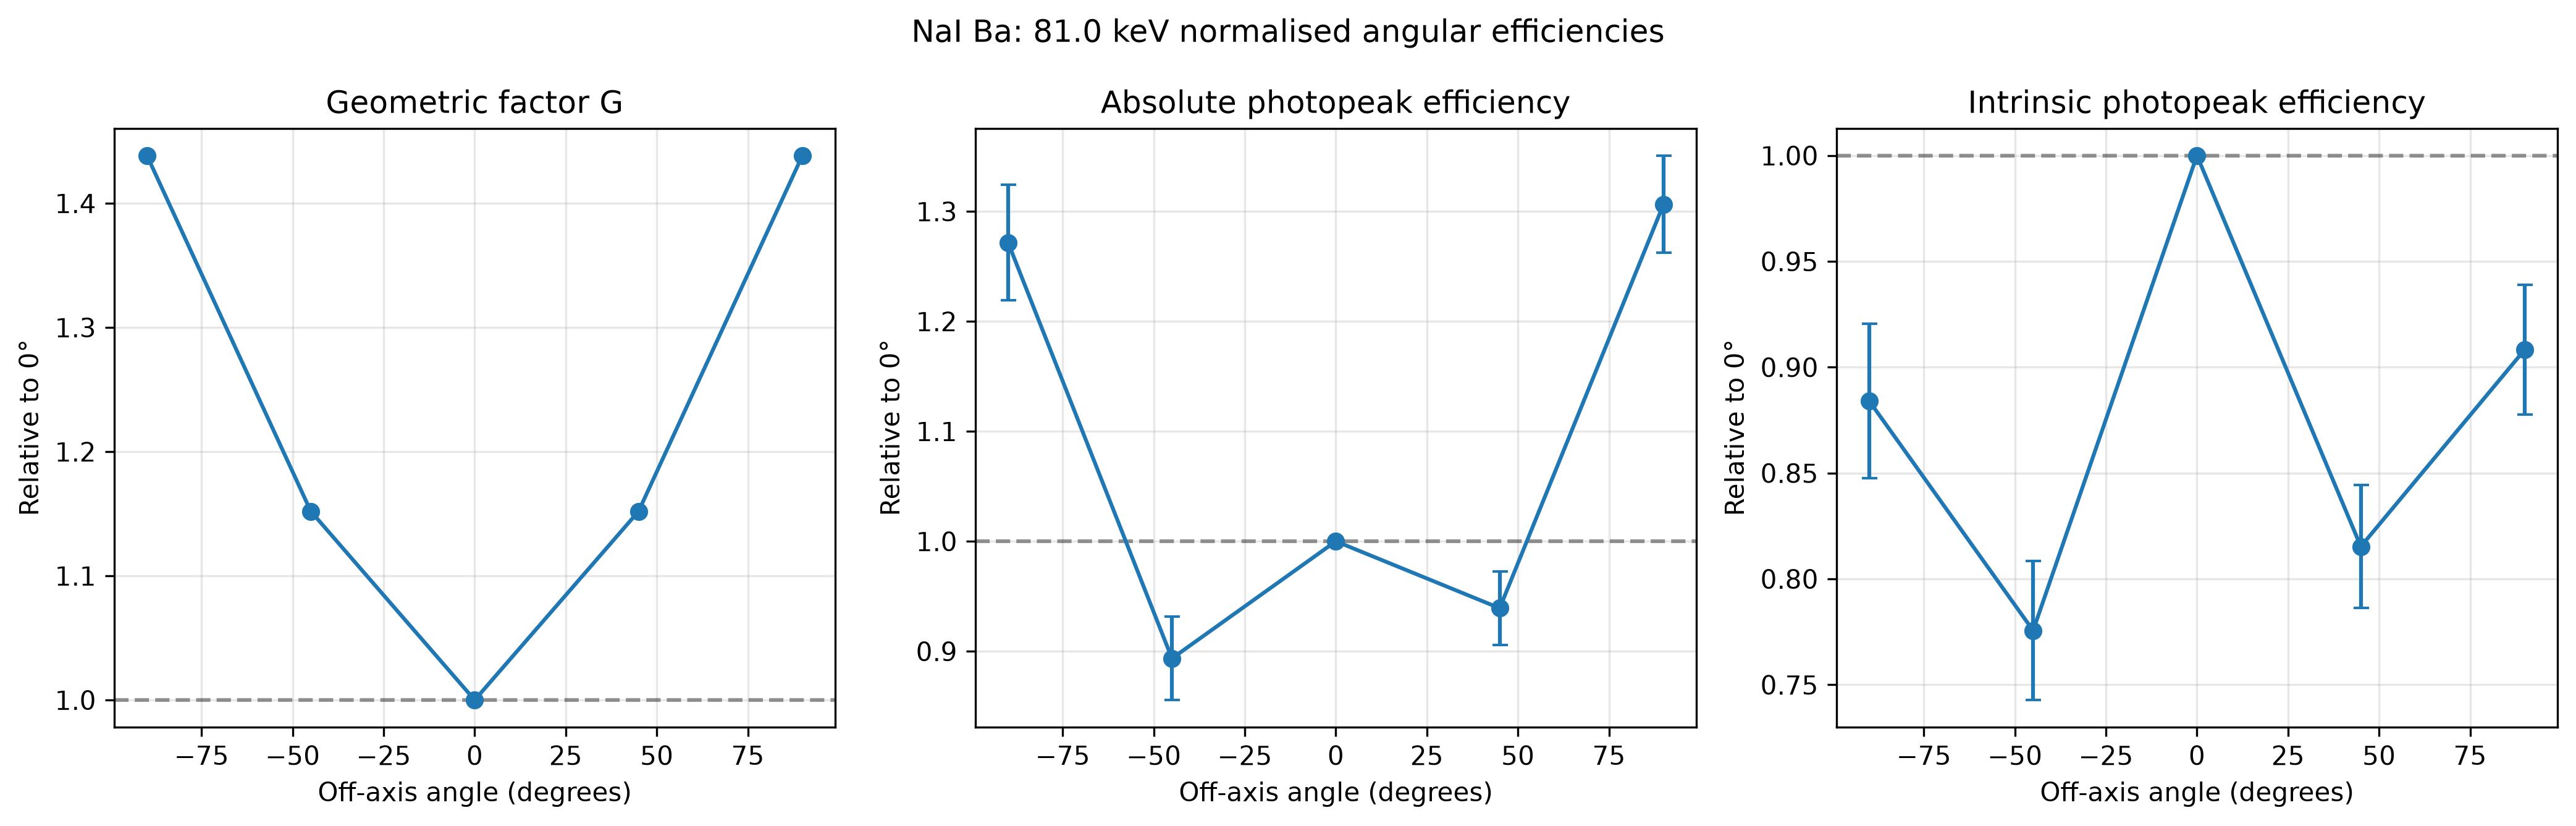 NaI Ba: 81.0 keV normalised angular efficiencies
Geometric factor G
Relative to 0°
1.4
1.3
1.2
1.1
1.0
−75 −50 −25 0 25 50 75
Off-axis angle (degrees)
Absolute photopeak efficiency
Relative to 0°
1.3
1.2
1.1
1.0
0.9
−75 −50 −25 0 25 50 75
Off-axis angle (degrees)
Intrinsic photopeak efficiency
Relative to 0°
1.00
0.95
0.90
0.85
0.80
0.75
−75 −50 −25 0 25 50 75
Off-axis angle (degrees)